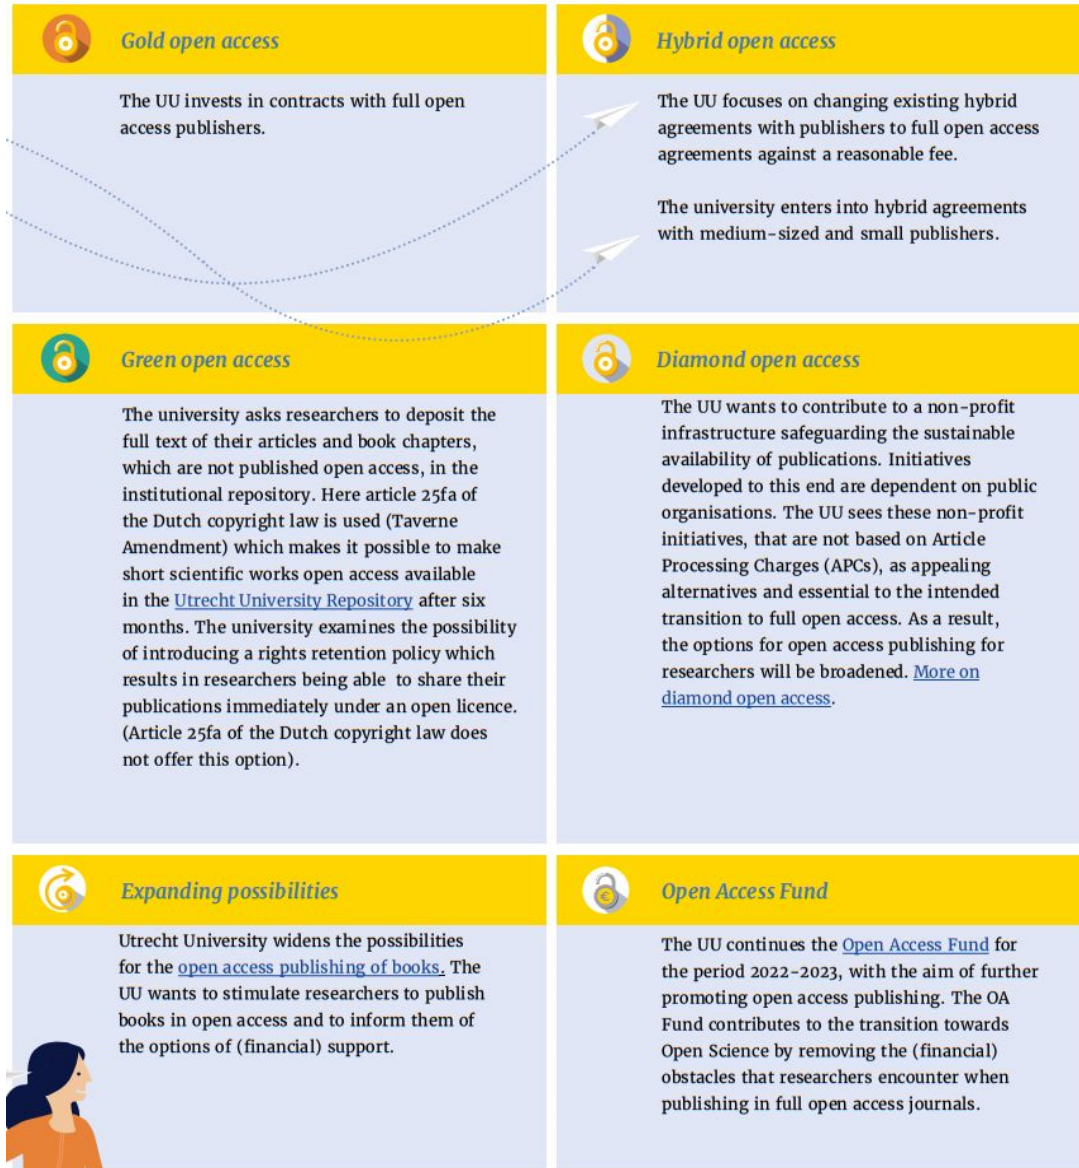 Gold open access
The UU invests in contracts with full open
access publishers.
Hybrid open access
The UU focuses on changing existing hybrid
agreements with publishers to full open access
agreements against a reasonable fee.
The university enters into hybrid agreements
with medium-sized and small publishers.
Green open access
The university asks researchers to deposit the
full text of their articles and book chapters,
which are not published open access, in the
institutional repository. Here article 25fa of
the Dutch copyright law is used (Taverne
Amendment) which makes it possible to make
short scientific works open access available
in the Utrecht University Repository after six
months. The university examines the possibility
of introducing a rights retention policy which
results in researchers being able to share their
publications immediately under an open licence.
(Article 25fa of the Dutch copyright law does
not offer this option).
Diamond open access
The UU wants to contribute to a non-profit
infrastructure safeguarding the sustainable
availability of publications. Initiatives
developed to this end are dependent on public
organisations. The UU sees these non-profit
initiatives, that are not based on Article
Processing Charges (APCs), as appealing
alternatives and essential to the intended
transition to full open access. As a result,
the options for open access publishing for
researchers will be broadened. More on
diamond open access.
Expanding possibilities
Utrecht University widens the possibilities
for the open access publishing of books. The
UU wants to stimulate researchers to publish
books in open access and to inform them of
the options of (financial) support.
Open Access Fund
The UU continues the Open Access Fund for
the period 2022-2023, with the aim of further
promoting open access publishing. The OA
Fund contributes to the transition towards
Open Science by removing the (financial)
obstacles that researchers encounter when
publishing in full open access journals.